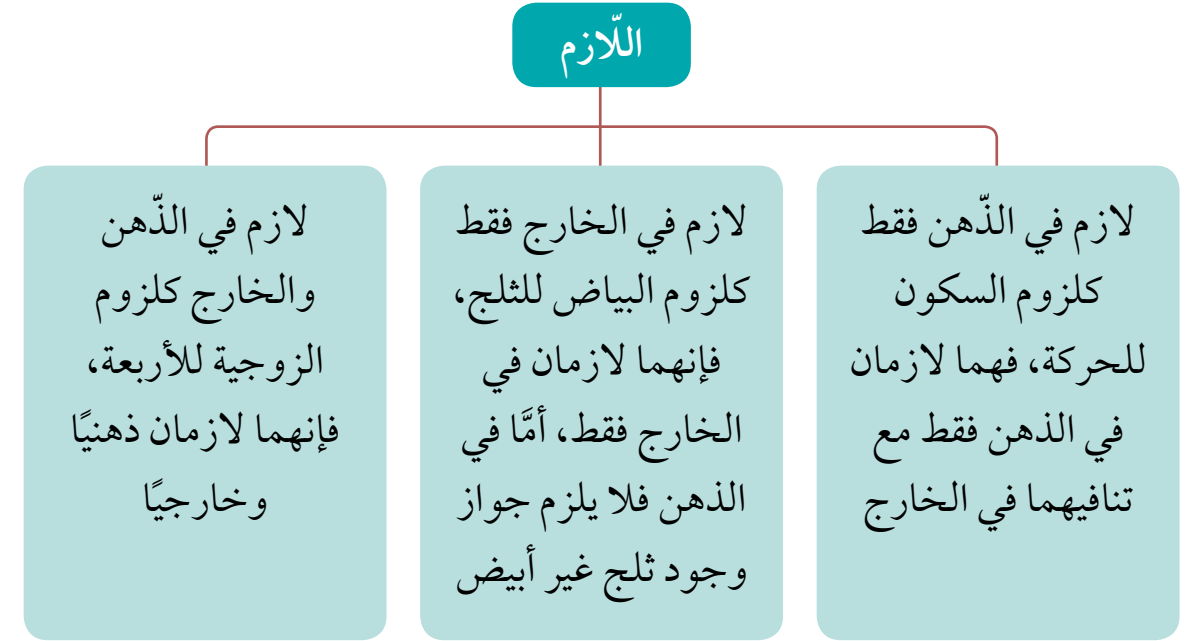 اللّازم
لازم في الذّهن فقط
كلزوم السكون
للحركة، فهما لازمان
في الذهن فقط مع
تنافيهما في الخارج
لازم في الخارج فقط
كلزوم البياض للثلج،
فإنهما لازمان في
الخارج فقط، أمَّا في
الذهن فلا يلزم جواز
وجود ثلج غير أبيض
لازم في الذّهن
والخارج كلزوم
الزوجية للأربعة،
فإنهما لازمان ذهنيًا
وخارجيًا